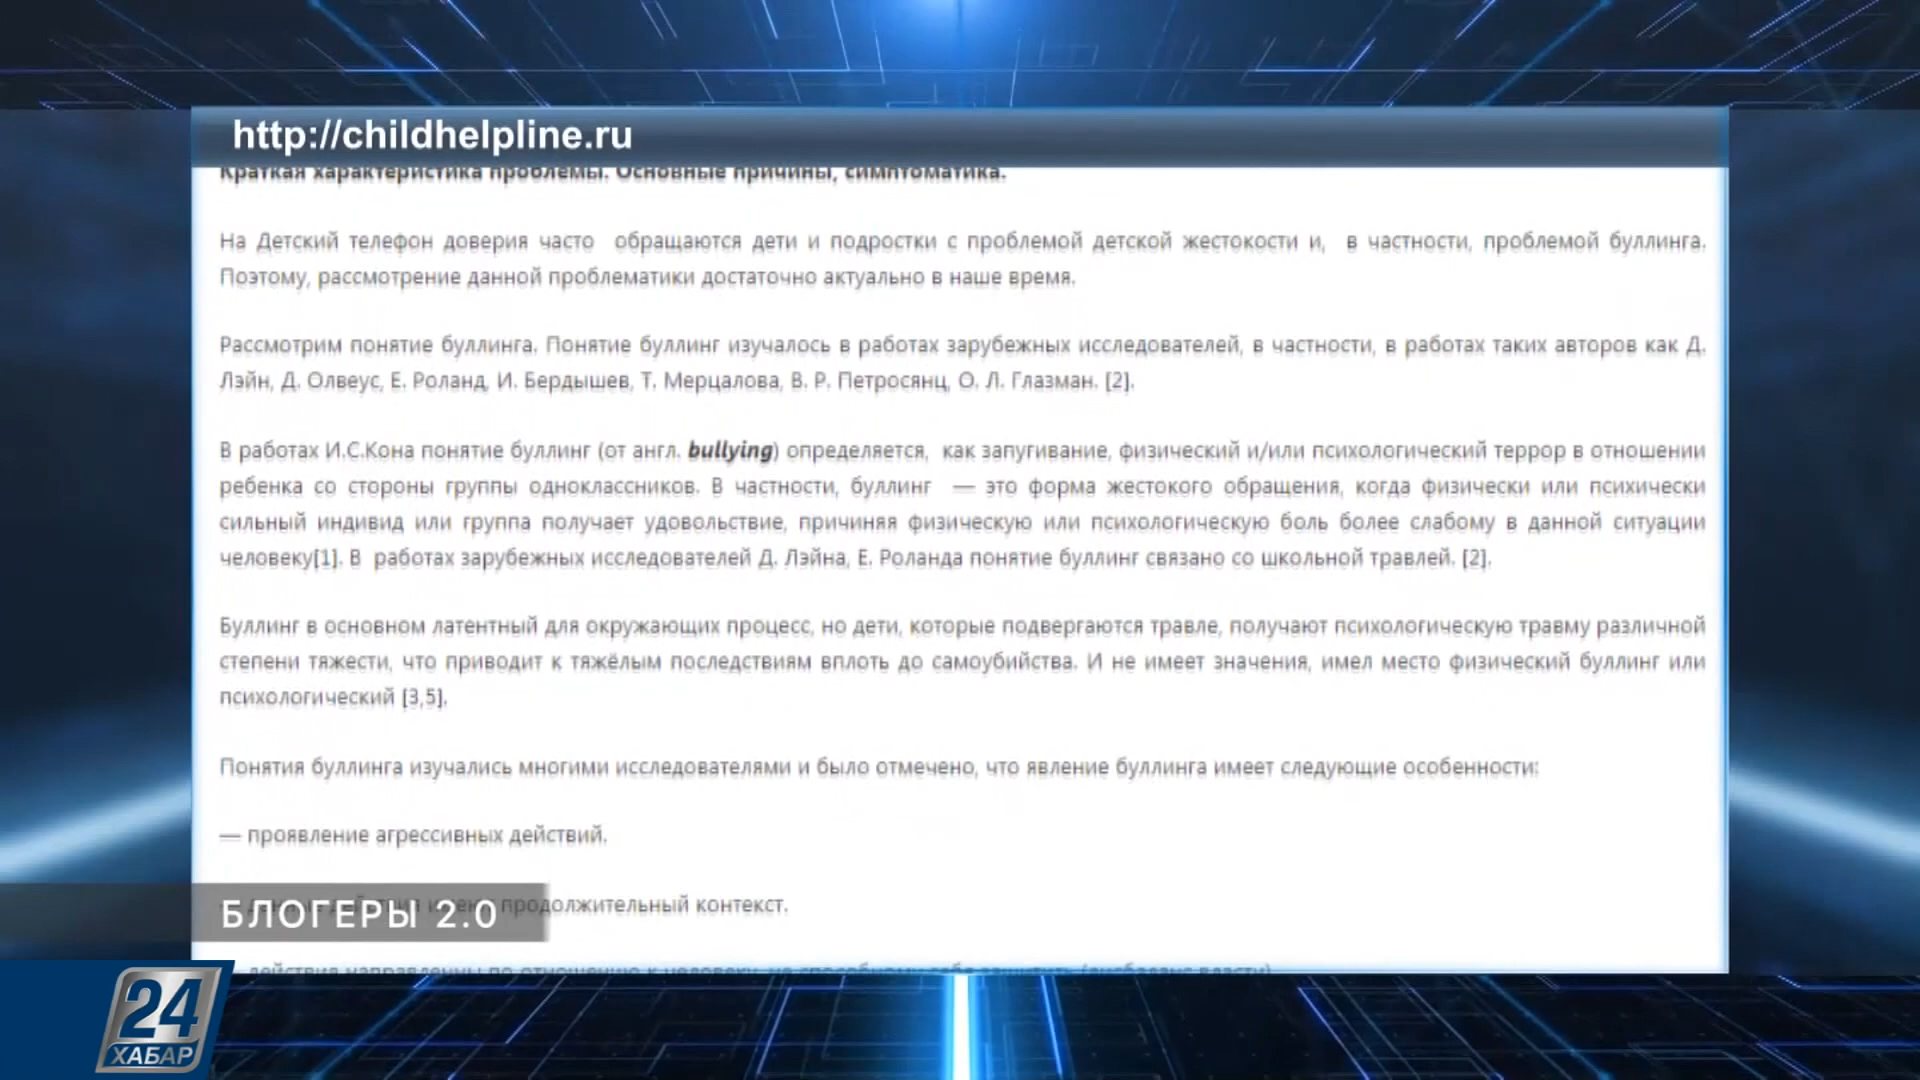 http://childhelpline.ru
Краткая характеристика проблемы. Основные причины, симптоматика.
На Детский телефон доверия часто обращаются дети и подростки с проблемой детской жестокости и, в частности, проблемой буллинга.
Поэтому, рассмотрение данной проблематики достаточно актуально в наше время.
Рассмотрим понятие буллинга. Понятие буллинг изучалось в работах зарубежных исследователей, в частности, в работах таких авторов как Д.
Лэйн, Д. Олвеус, Е. Роланд, И. Бердышев, Т. Мерцалова, В. Р. Петросянц, О. Л. Глазман. [2].
В работах И.С.Кона понятие буллинг (от англ. bullying) определяется, как запугивание, физический и/или психологический террор в отношении
ребенка со стороны группы одноклассников. В частности, буллинг — это форма жестокого обращения, когда физически или психически
сильный индивид или группа получает удовольствие, причиняя физическую или психологическую боль более слабому в данной ситуации
человеку[1]. В работах зарубежных исследователей Д. Лэйна, Е. Роланда понятие буллинг связано со школьной травлей. [2].
Буллинг в основном латентный для окружающих процесс, но дети, которые подвергаются травле, получают психологическую травму различной
степени тяжести, что приводит к тяжёлым последствиям вплоть до самоубийства. И не имеет значения, имел место физический буллинг или
психологический [3,5].
Понятия буллинга изучались многими исследователями и было отмечено, что явление буллинга имеет следующие особенности:
— проявление агрессивных действий.
продолжительный контекст.
БЛОГЕРЫ 2.0
действия направлены по отношению к человеку
24
ХАБАР